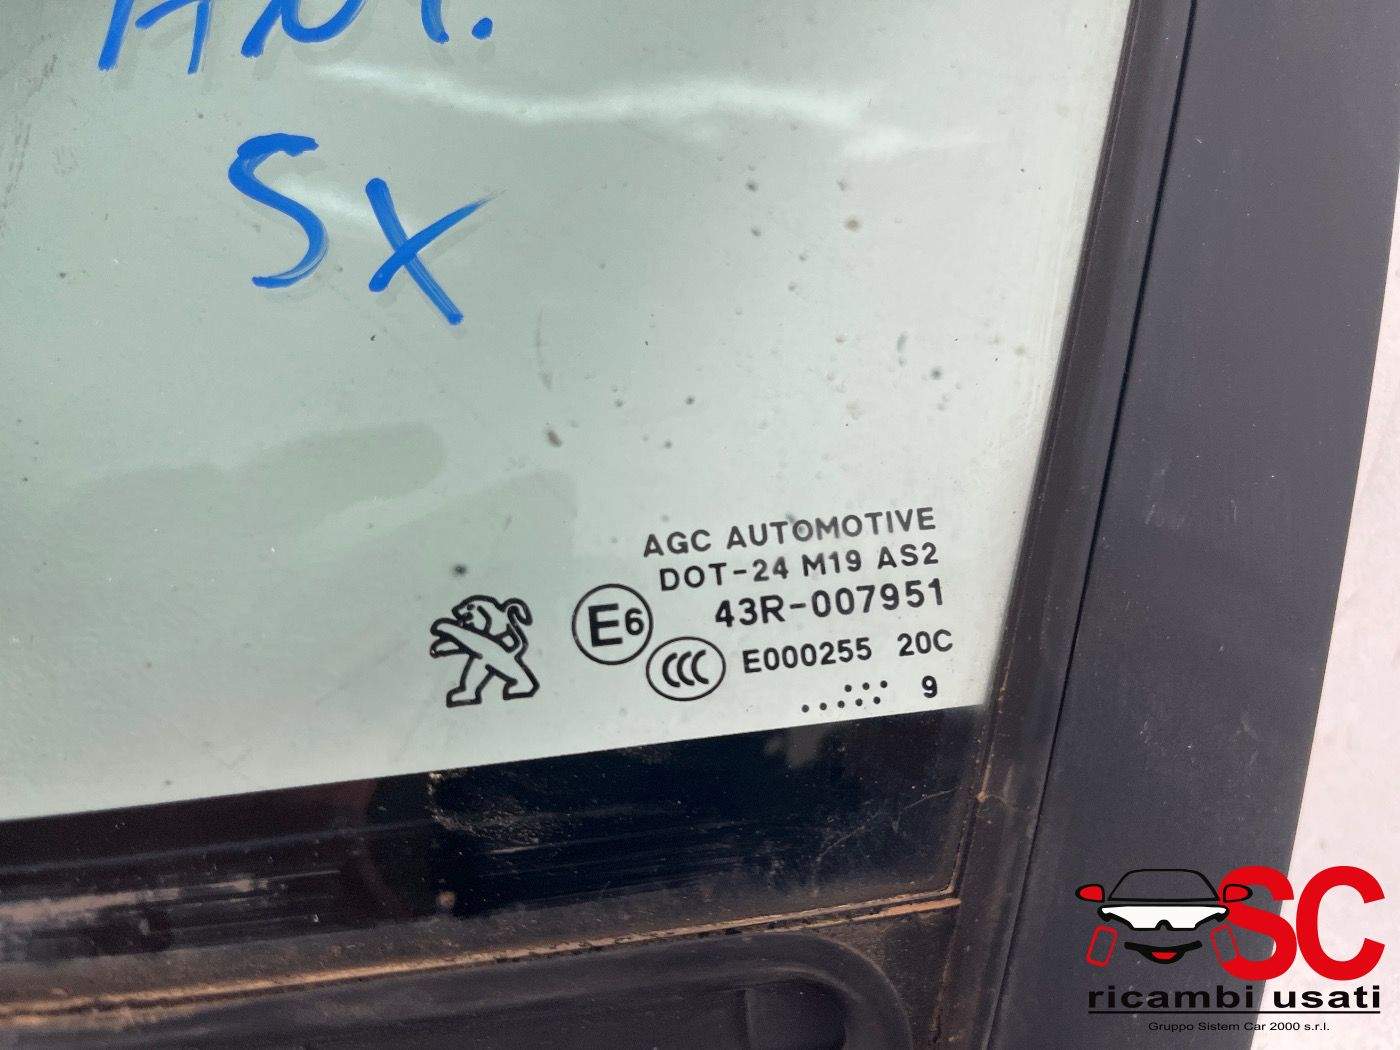 ANT.
SX
AGC AUTOMOTIVE
DOT-24 M19 AS2
43R-007951
E6
CCC
E000255 20C
..:.:.: 9
SC
ricambi usati
Gruppo Sistem Car 2000 s.r.l.